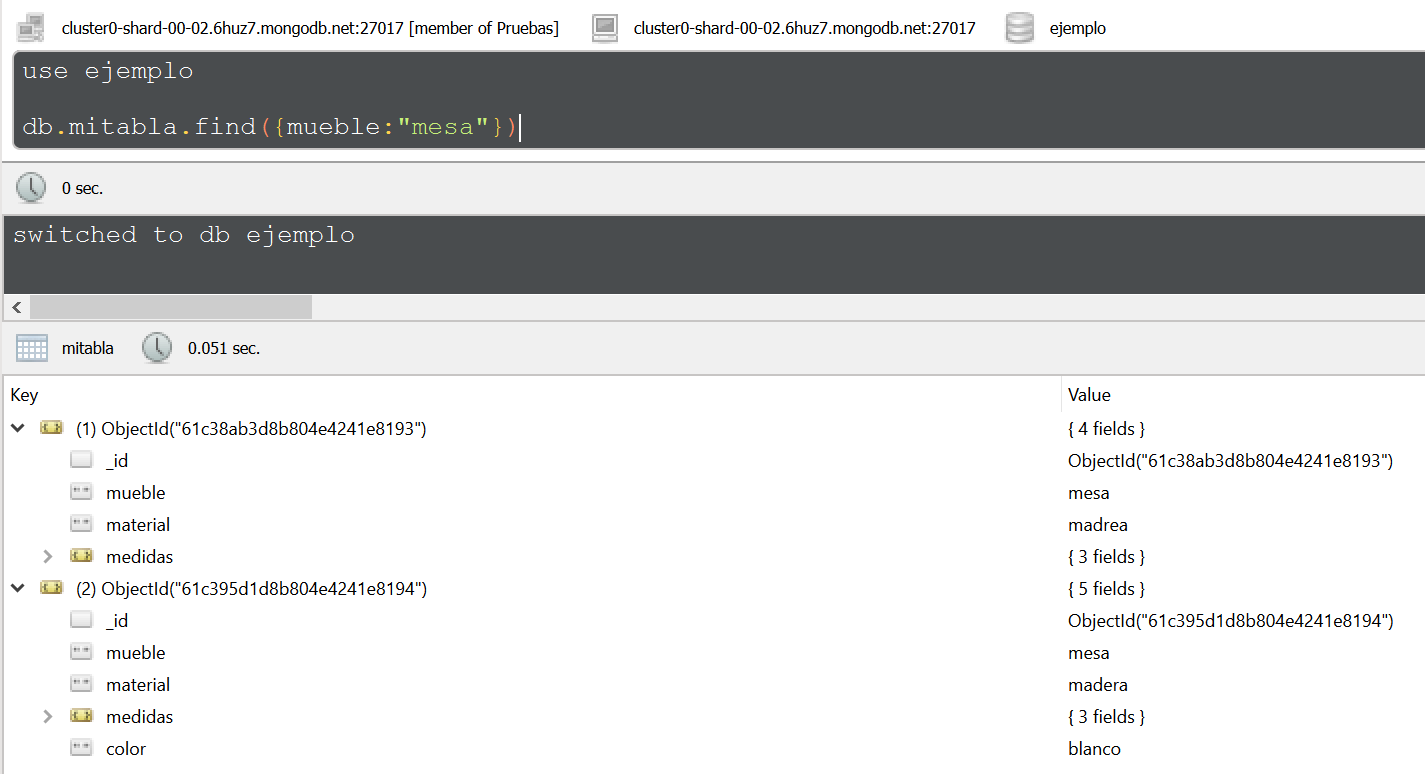 cluster0-shard-00-02.6huz7.mongodb.net:27017 [member of Pruebas] cluster0-shard-00-02.6huz7.mongodb.net:27017 ejemplo
use ejemplo
db.mitabla.find({mueble:"mesa"})
0 sec.
switched to db ejemplo
mitabla 0.051 sec.
Key Value
(1) ObjectId("61c38ab3d8b804e4241e8193") { 4 fields }
_id ObjectId("61c38ab3d8b804e4241e8193")
mueble mesa
material madrea
medidas { 3 fields }
(2) ObjectId("61c395d1d8b804e4241e8194") { 5 fields }
_id ObjectId("61c395d1d8b804e4241e8194")
mueble mesa
material madera
medidas { 3 fields }
color blanco